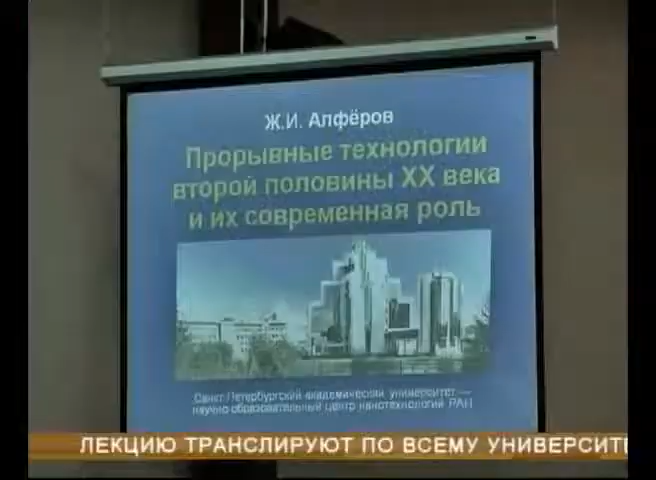 Ж.И. Алфёров
Прорывные технологии
второй половины XX века
и их современная роль
Санкт Петербургский академический университет —
научно образовательный центр нанотехнологий РАН
ЛЕКЦИЮ ТРАНСЛИРУЮТ ПО ВСЕМУ УНИВЕРСИТЕ